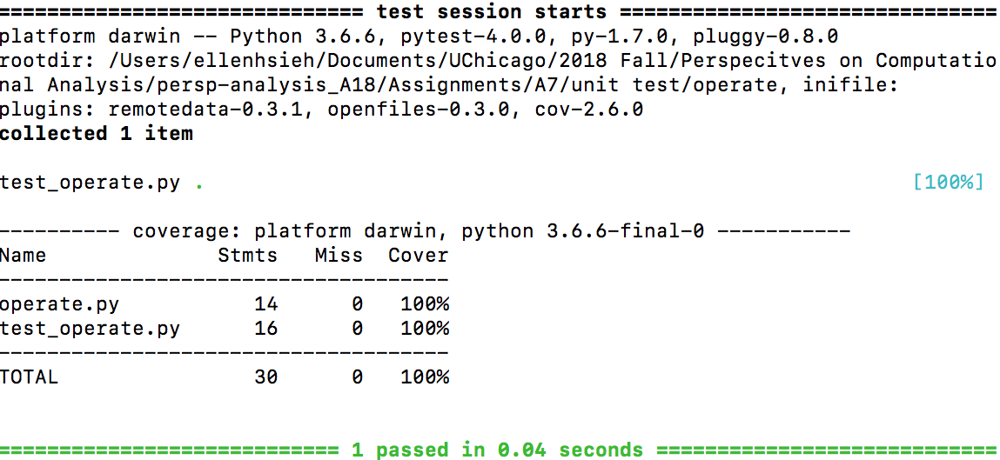 ============================== test session starts ===============================
platform darwin -- Python 3.6.6, pytest-4.0.0, py-1.7.0, pluggy-0.8.0
rootdir: /Users/ellenhsieh/Documents/UChicago/2018 Fall/Perspecitves on Computatio
nal Analysis/persp-analysis_A18/Assignments/A7/unit test/operate, inifile:
plugins: remotedata-0.3.1, openfiles-0.3.0, cov-2.6.0
collected 1 item
test_operate.py . [100%]
---------- coverage: platform darwin, python 3.6.6-final-0 -----------
Name Stmts Miss Cover
-------------------------------------
operate.py 14 0 100%
test_operate.py 16 0 100%
-------------------------------------
TOTAL 30 0 100%
============================ 1 passed in 0.04 seconds ============================